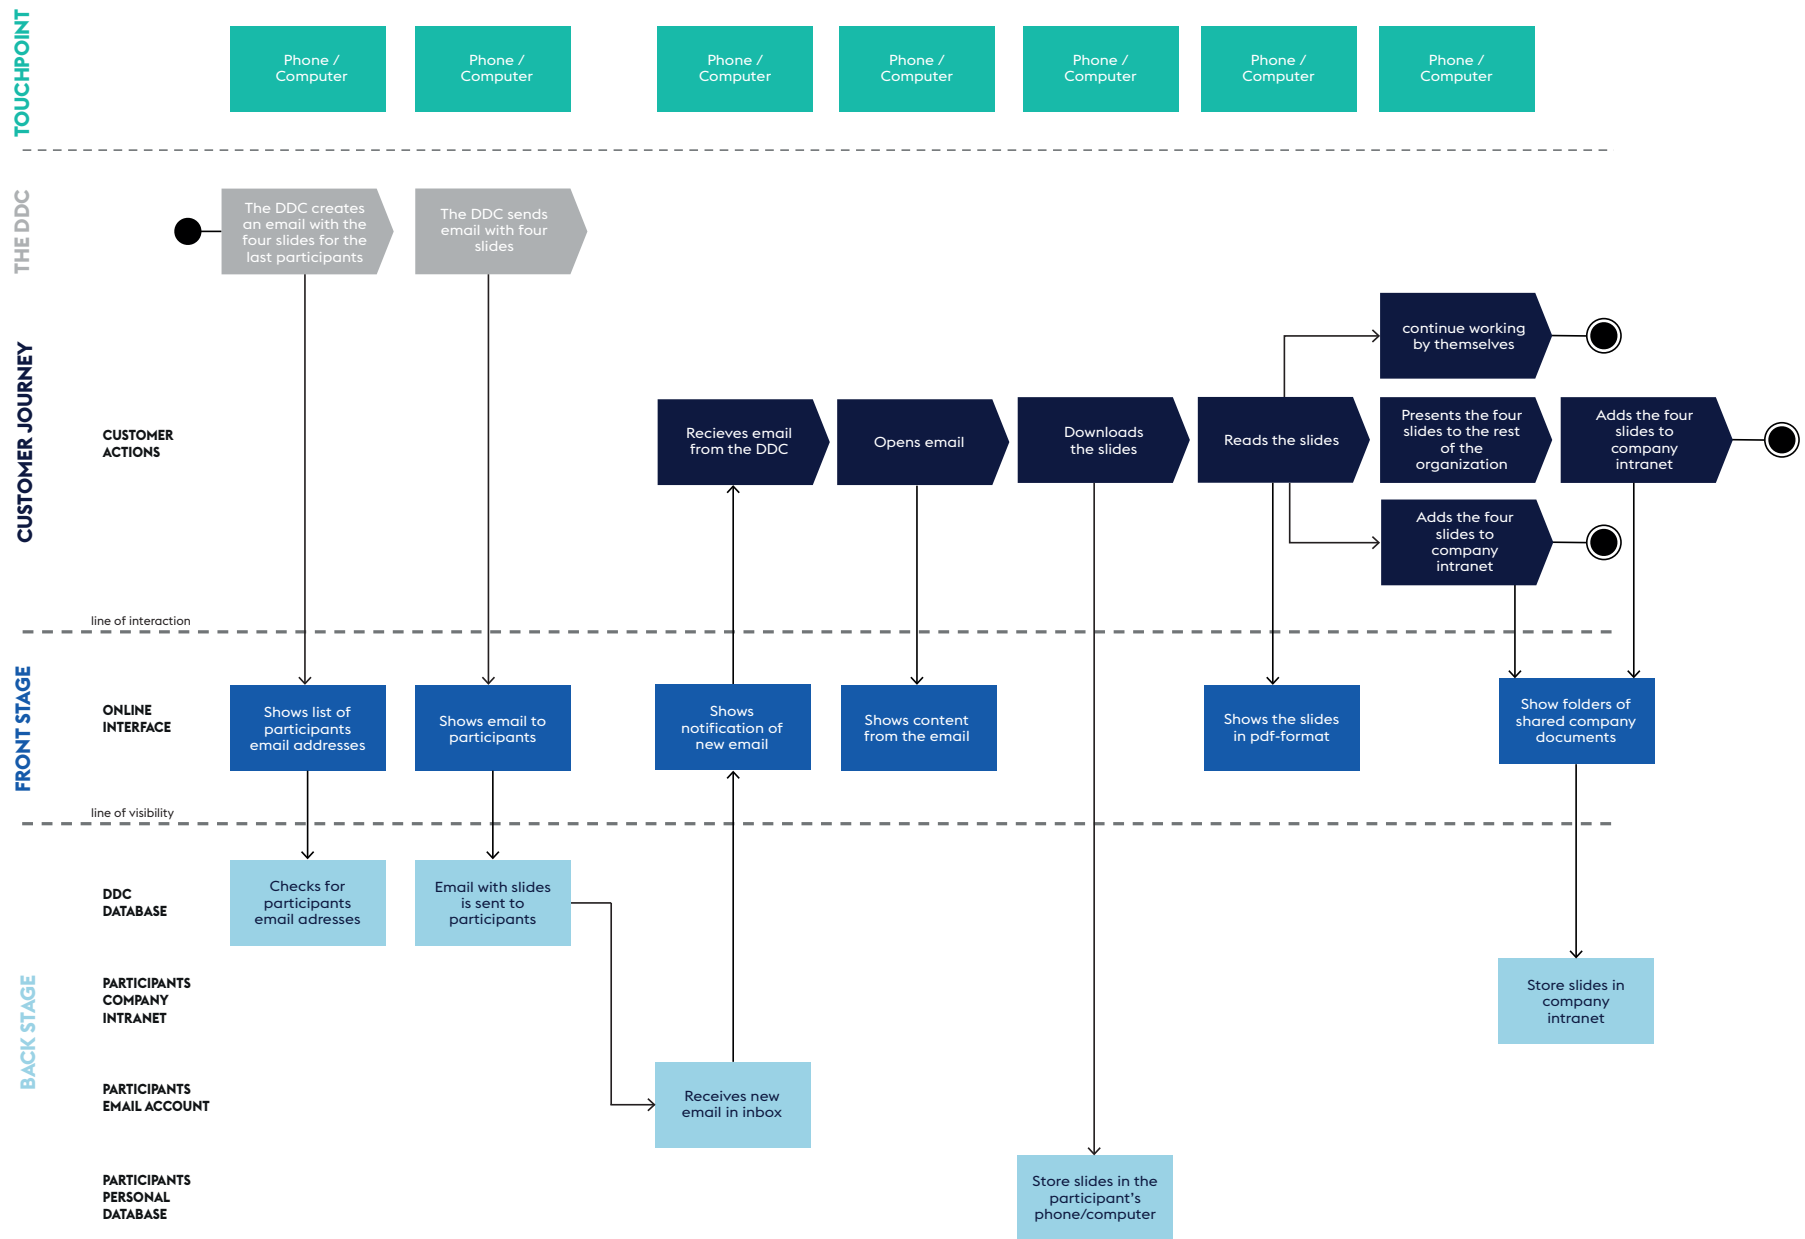 TOUCHPOINT
Phone /
Computer
Phone /
Computer
Phone /
Computer
Phone /
Computer
Phone /
Computer
Phone /
Computer
Phone /
Computer
THE DDC
The DDC creates
an email with the
four slides for the
last participants
The DDC sends
email with four
slides
CUSTOMER JOURNEY
CUSTOMER
ACTIONS
Recieves email
from the DDC
Opens email
Downloads
the slides
Reads the slides
continue working
by themselves
Presents the four
slides to the rest
of the
organization
Adds the four
slides to
company
intranet
Adds the four
slides to
company
intranet
line of interaction
FRONT STAGE
ONLINE
INTERFACE
Shows list of
participants
email addresses
Shows email to
participants
Shows
notification of
new email
Shows content
from the email
Shows the slides
in pdf-format
Show folders of
shared company
documents
line of visibility
BACK STAGE
DDC
DATABASE
Checks for
participants
email adresses
Email with slides
is sent to
participants
PARTICIPANTS
COMPANY
INTRANET
Store slides in
company
intranet
PARTICIPANTS
EMAIL ACCOUNT
Receives new
email in inbox
PARTICIPANTS
PERSONAL
DATABASE
Store slides in the
participant's
phone/computer